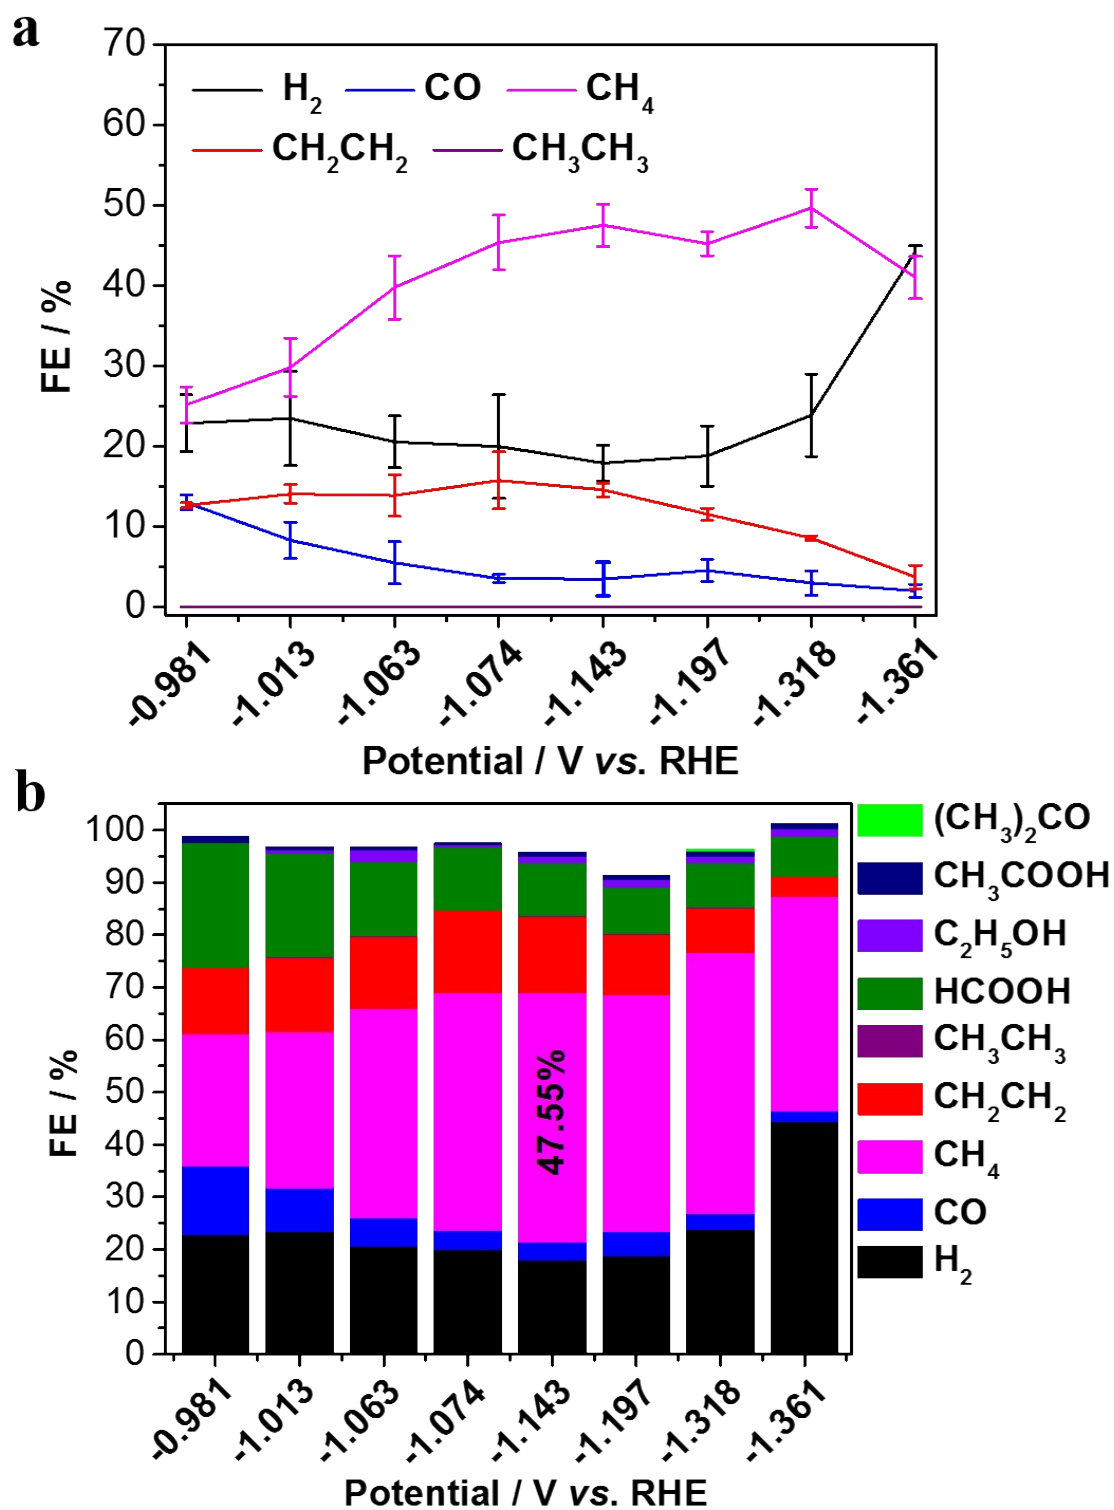 a
70
60
50
40
30
20
10
0
FE / %
H₂ CO CH₄
CH₂CH₂ CH₃CH₃
-0.981 -1.013 -1.063 -1.074 -1.143 -1.197 -1.318 -1.361
Potential / V vs. RHE
b
100
90
80
70
60
50
40
30
20
10
0
FE / %
47.55%
(CH₃)₂CO
CH₃COOH
C₂H₅OH
HCOOH
CH₃CH₃
CH₂CH₂
CH₄
CO
H₂
-0.981 -1.013 -1.063 -1.074 -1.143 -1.197 -1.318 -1.361
Potential / V vs. RHE